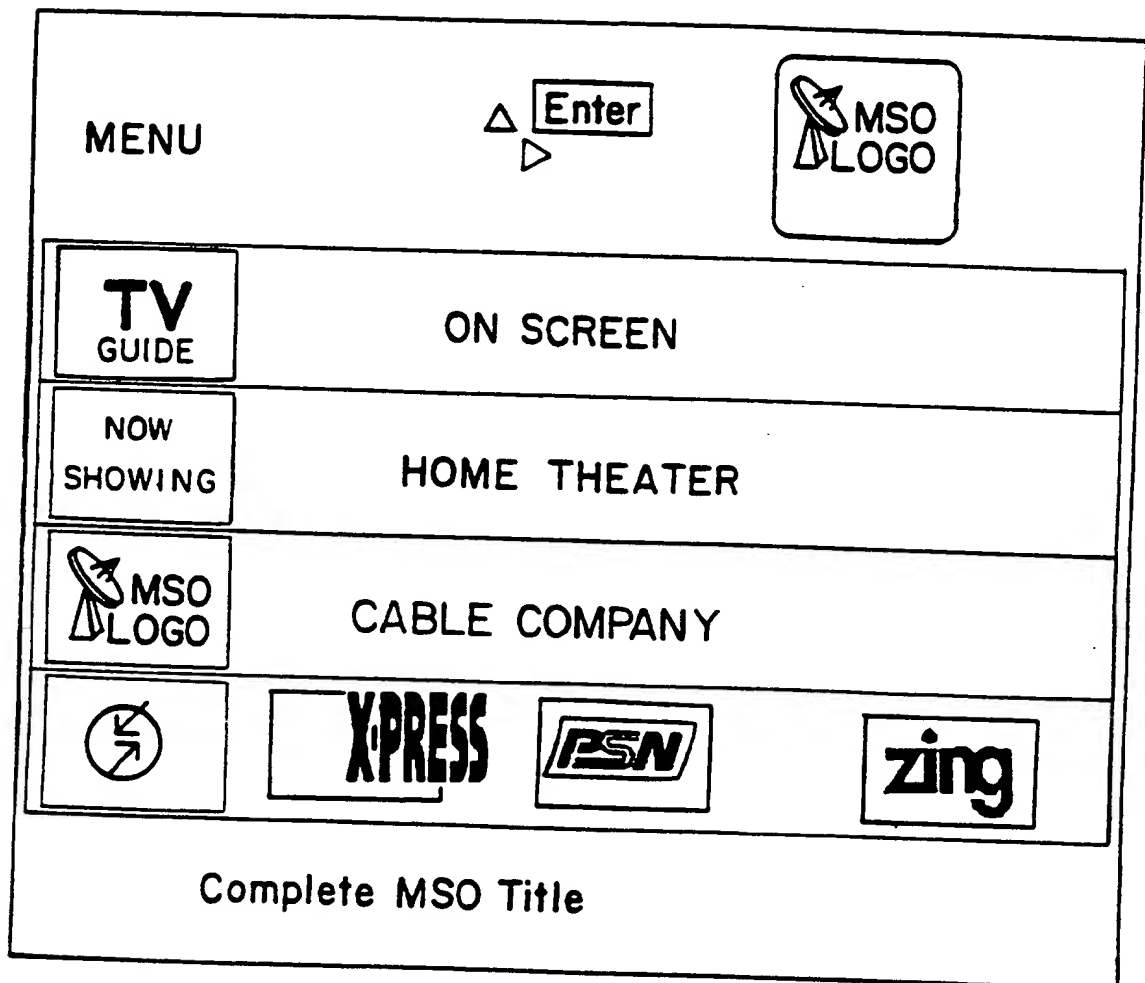 MENU
Enter
MSO
LOGO
TV
GUIDE
ON SCREEN
NOW
SHOWING
HOME THEATER
MSO
LOGO
CABLE COMPANY
X·PRESS
PSN
zing
Complete MSO Title